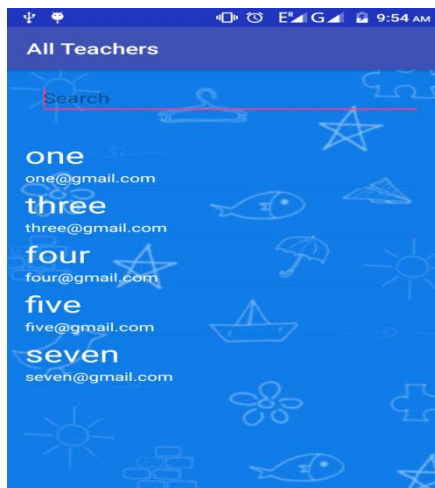 E R G 9:54 AM
All Teachers
Search
one
one@gmail.com
three
three@gmail.com
four
four@gmail.com
five
five@gmail.com
seven
seven@gmail.com